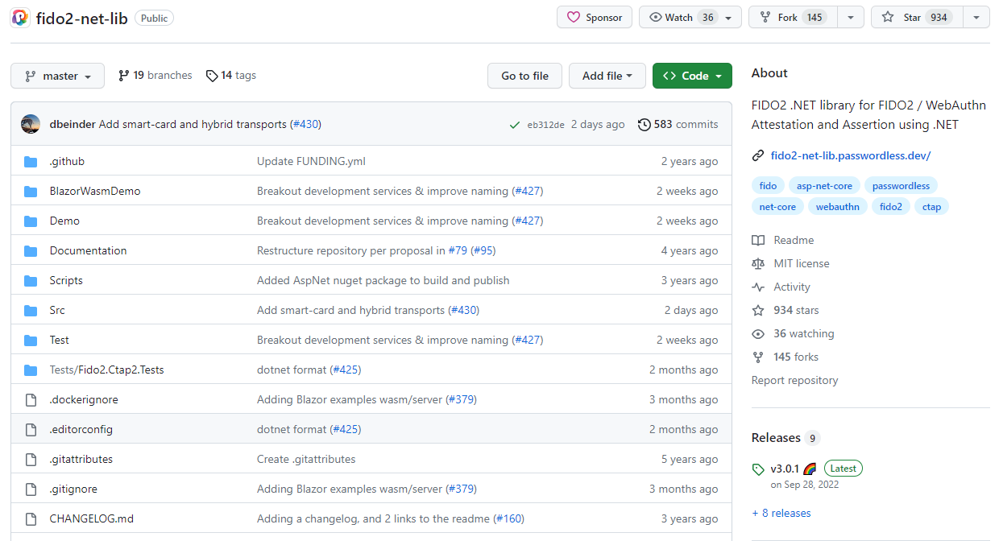 fido2-net-lib Public Sponsor Watch 36 Fork 145 Star 934
master 19 branches 14 tags Go to file Add file Code
dbeinder Add smart-card and hybrid transports (#430) eb312de 2 days ago 583 commits
.github Update FUNDING.yml 2 years ago
BlazorWasmDemo Breakout development services & improve naming (#427) 2 weeks ago
Demo Breakout development services & improve naming (#427) 2 weeks ago
Documentation Restructure repository per proposal in #79 (#95) 4 years ago
Scripts Added AspNet nuget package to build and publish 3 years ago
Src Add smart-card and hybrid transports (#430) 2 days ago
Test Breakout development services & improve naming (#427) 2 weeks ago
Tests/Fido2.Ctap2.Tests dotnet format (#425) 2 months ago
.dockerignore Adding Blazor examples wasm/server (#379) 3 months ago
.editorconfig dotnet format (#425) 2 months ago
.gitattributes Create .gitattributes 5 years ago
.gitignore Adding Blazor examples wasm/server (#379) 3 months ago
CHANGELOG.md Adding a changelog, and 2 links to the readme (#160) 3 years ago
About
FIDO2 .NET library for FIDO2 / WebAuthn
Attestation and Assertion using .NET
fido2-net-lib.passwordless.dev/
fido asp-net-core passwordless
net-core webauthn fido2 ctap
Readme
MIT license
Activity
934 stars
36 watching
145 forks
Report repository
Releases 9
v3.0.1 🌈 Latest
on Sep 28, 2022
+ 8 releases